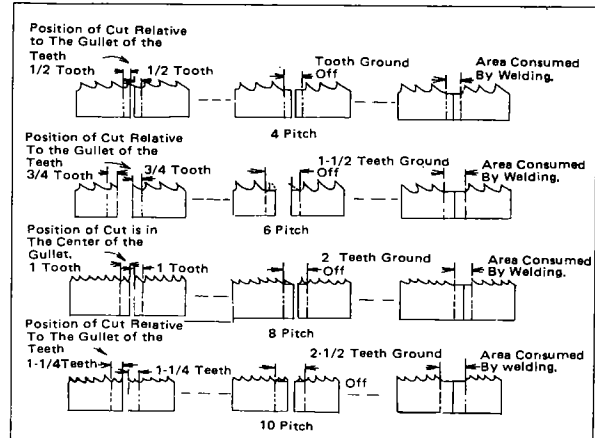 Position of Cut Relative
to The Gullet of the
Teeth
1/2 Tooth 1/2 Tooth
Tooth Ground
Off
Area Consumed
By Welding.
4 Pitch
Position of Cut Relative
To the Gullet of the
Teeth
3/4 Tooth 3/4 Tooth
1-1/2 Teeth Ground
Off
Area Consumed
By Welding.
6 Pitch
Position of Cut is in
The Center of the
Gullet.
1 Tooth 1 Tooth
2 Teeth Ground
Off
Area Consumed
By Welding.
8 Pitch
Position of Cut Relative
To The Gullet of the
Teeth
1-1/4Teeth 1-1/4 Teeth
2-1/2 Teeth Ground
Off
Area Consumed
By welding.
10 Pitch